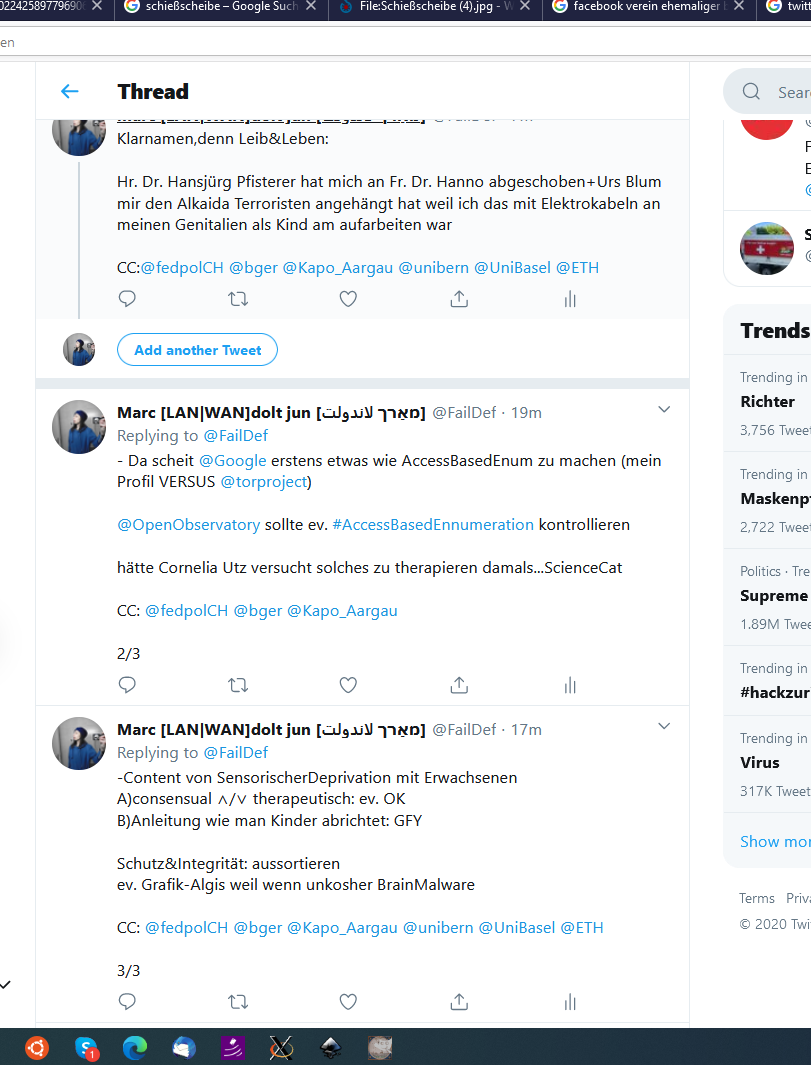 schießscheibe – Google Such
File:Schießscheibe (4).jpg - W
facebook verein ehemaliger
twitt
en
Thread
Sear
Klarnamen,denn Leib&Leben:
Hr. Dr. Hansjürg Pfisterer hat mich an Fr. Dr. Hanno abgeschoben+Urs Blum
mir den Alkaida Terroristen angehängt hat weil ich das mit Elektrokabeln an
meinen Genitalien als Kind am aufarbeiten war
CC:@fedpolCH @bger @Kapo_Aargau @unibern @UniBasel @ETH
Add another Tweet
Marc [LAN|WAN]dolt jun [מאַרך לאנדולט] @FailDef · 19m
Replying to @FailDef
- Da scheit @Google erstens etwas wie AccessBasedEnum zu machen (mein
Profil VERSUS @torproject)
@OpenObservatory sollte ev. #AccessBasedEnnumeration kontrollieren
hätte Cornelia Utz versucht solches zu therapieren damals...ScienceCat
CC: @fedpolCH @bger @Kapo_Aargau
2/3
Marc [LAN|WAN]dolt jun [מאַרך לאנדולט] @FailDef · 17m
Replying to @FailDef
-Content von SensorischerDeprivation mit Erwachsenen
A)consensual ∧/∨ therapeutisch: ev. OK
B)Anleitung wie man Kinder abrichtet: GFY
Schutz&Integrität: aussortieren
ev. Grafik-Algis weil wenn unkosher BrainMalware
CC: @fedpolCH @bger @Kapo_Aargau @unibern @UniBasel @ETH
3/3
Trends
Trending in
Richter
3,756 Tweet
Trending in
Maskenp
2,722 Tweet
Politics · Tre
Supreme
1.89M Twee
Trending in
#hackzur
Trending in
Virus
317K Tweet
Show mor
Terms Priva
© 2020 Twi
1